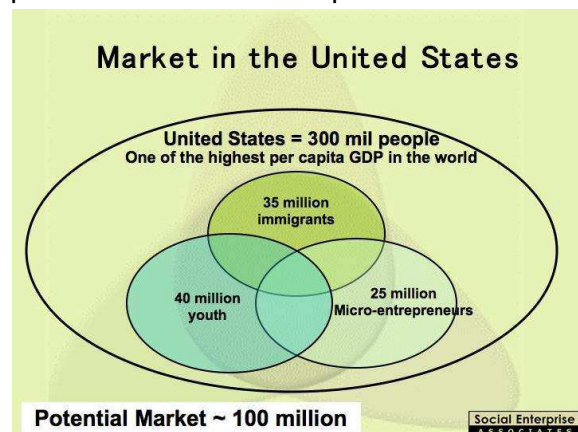 Market in the United States
United States = 300 mil people
One of the highest per capita GDP in the world
35 million
immigrants
40 million
youth
25 million
Micro-entrepreneurs
Potential Market ~ 100 million
Social Enterprise
ASSOCIATES